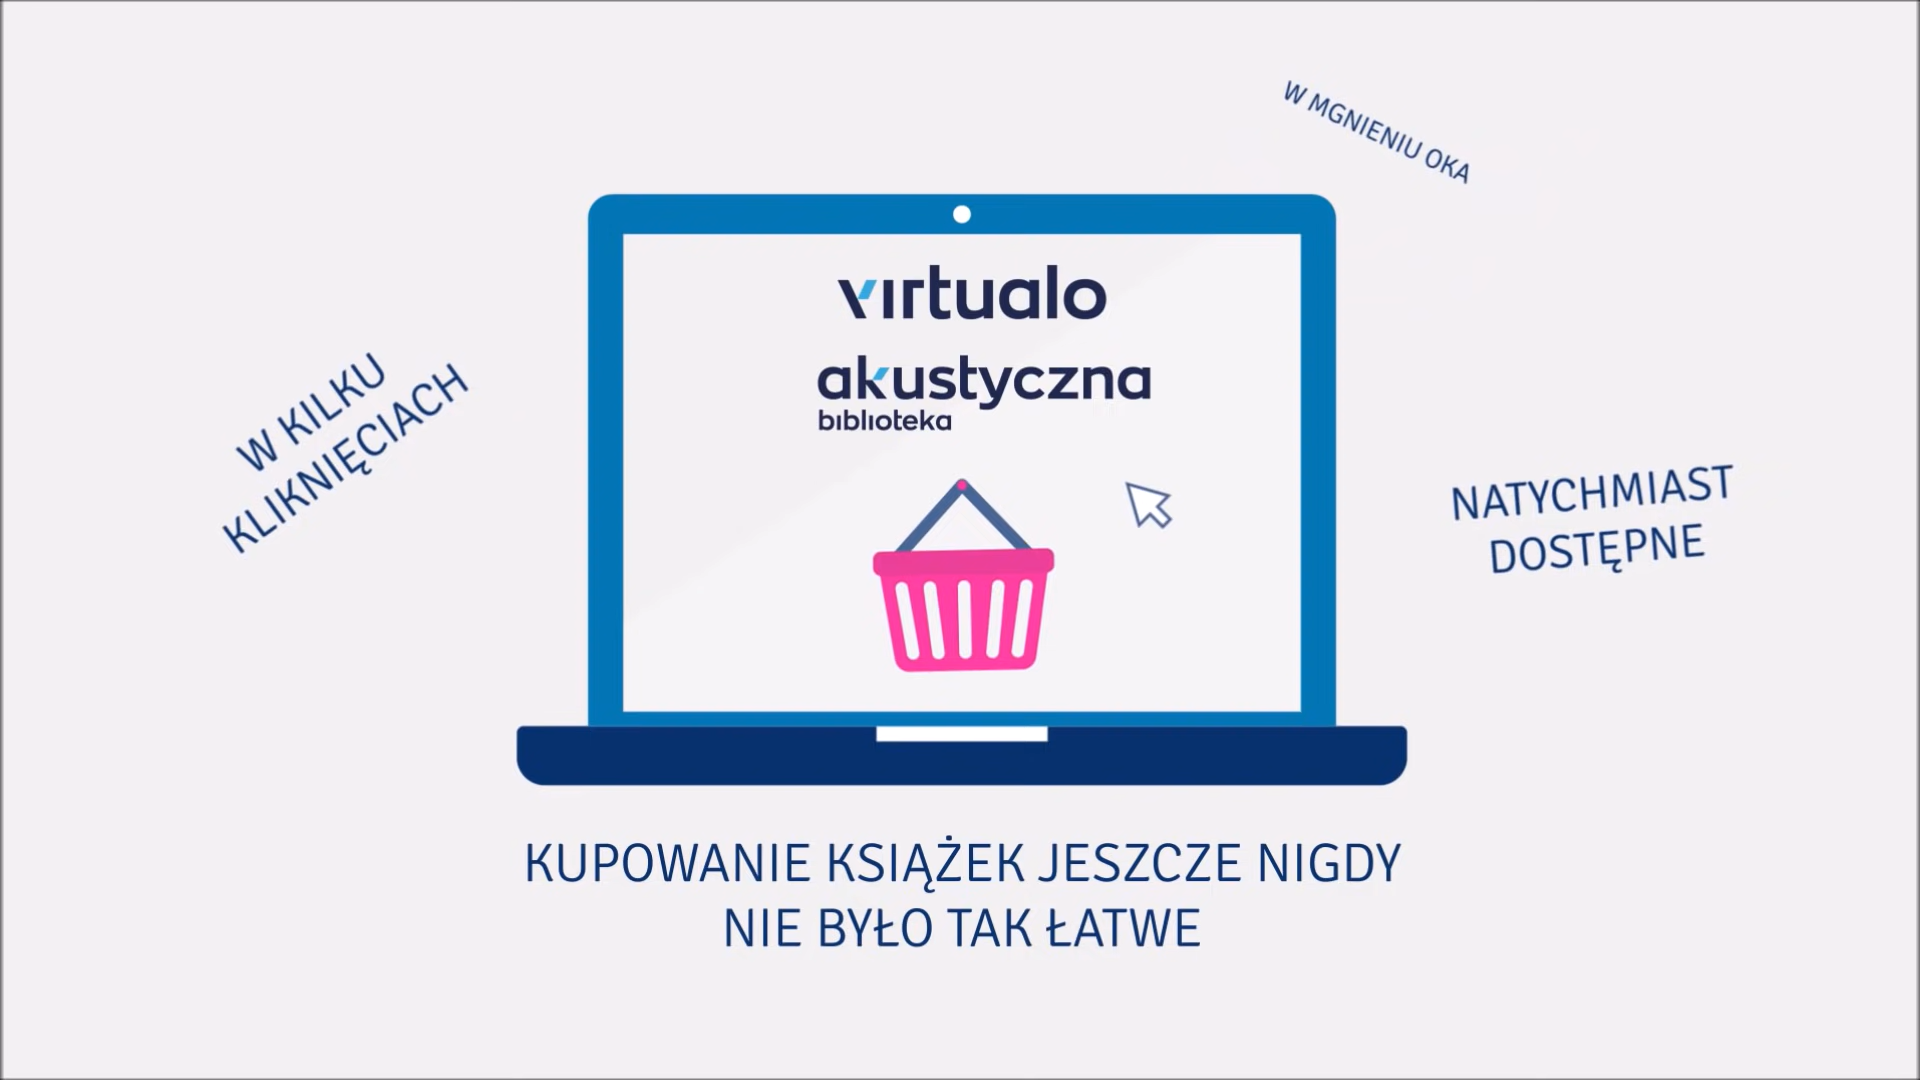 W MGNIENIU OKA
virtualo
akustyczna
biblioteka
W KILKU
KLIKNIĘCIACH
NATYCHMIAST
DOSTĘPNE
KUPOWANIE KSIĄŻEK JESZCZE NIGDY
NIE BYŁO TAK ŁATWE